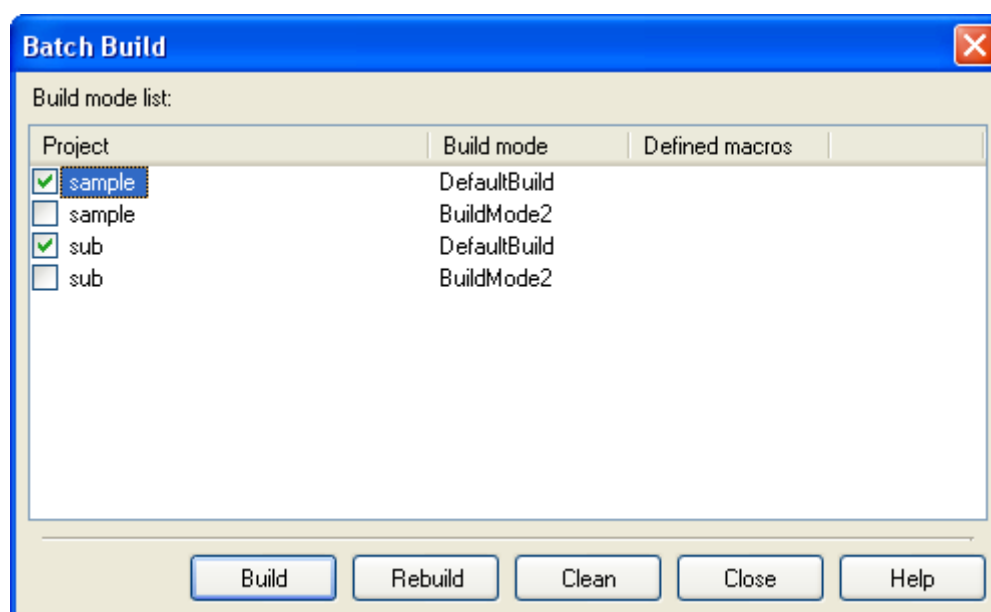 Batch Build
Build mode list:
Project Build mode Defined macros
sample DefaultBuild
sample BuildMode2
sub DefaultBuild
sub BuildMode2
Build Rebuild Clean Close Help